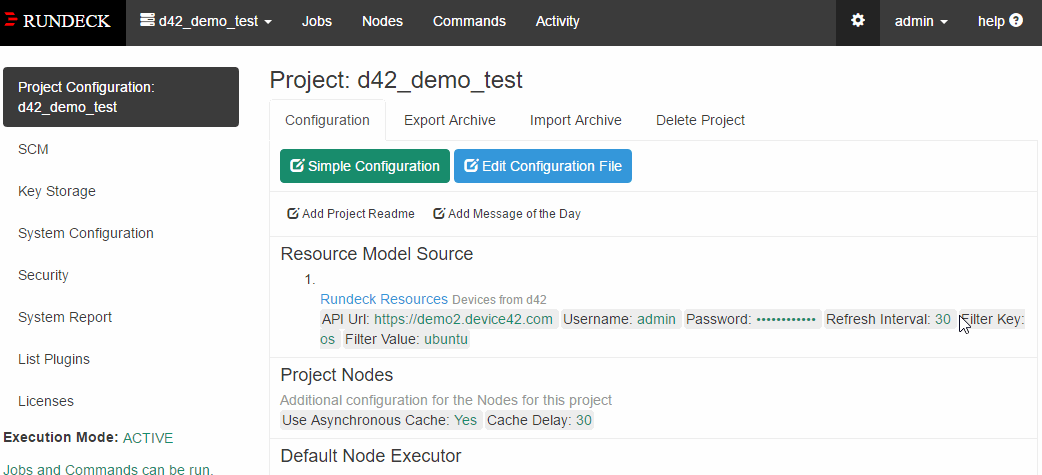 RUNDECK d42_demo_test Jobs Nodes Commands Activity admin help
Project Configuration:
d42_demo_test
SCM
Key Storage
System Configuration
Security
System Report
List Plugins
Licenses
Execution Mode: ACTIVE
Jobs and Commands can be run.
Project: d42_demo_test
Configuration Export Archive Import Archive Delete Project
Simple Configuration Edit Configuration File
Add Project Readme Add Message of the Day
Resource Model Source
1.
Rundeck Resources Devices from d42
API Url: https://demo2.device42.com Username: admin Password: •••••••••••• Refresh Interval: 30 Filter Key:
os Filter Value: ubuntu
Project Nodes
Additional configuration for the Nodes for this project
Use Asynchronous Cache: Yes Cache Delay: 30
Default Node Executor